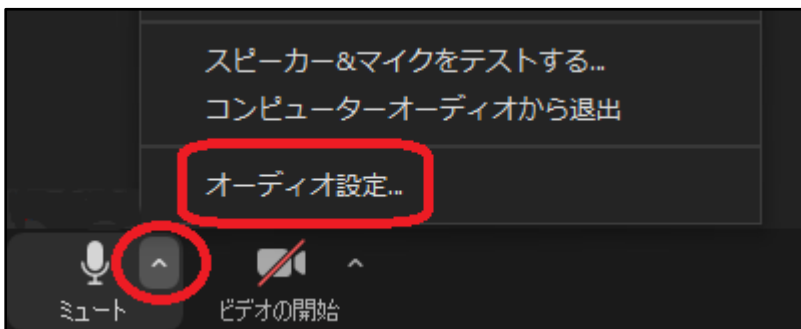 スピーカー&マイクをテストする...
コンピューターオーディオから退出
オーディオ設定...
ミュート
ビデオの開始